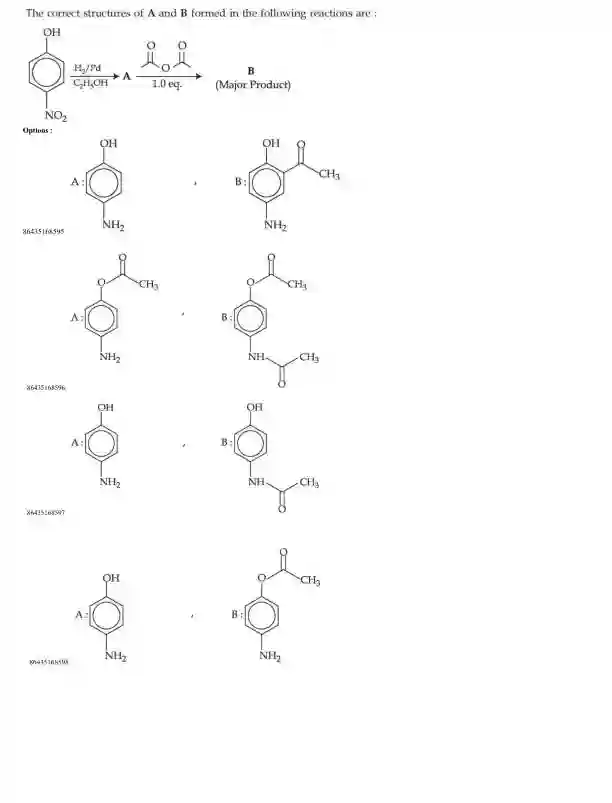 The correct structures of A and B formed in the following reactions are :
OH
H₂/Pd
C₂H₅OH
A
O O
O
1.0 eq.
B
(Major Product)
NO₂
Options :
OH
A :
NH₂
,
OH O
B :
CH₃
NH₂
86435168595
O
O
CH₃
A :
NH₂
,
O
O
CH₃
B :
NH
CH₃
O
86435168596
OH
A :
NH₂
,
OH
B :
NH
CH₃
O
86435168597
OH
A :
NH₂
,
O
O
CH₃
B :
NH₂
86435168598